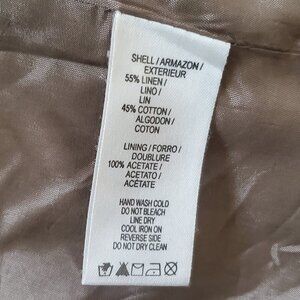 SHELL / ARMAZON /
EXTERIEUR
55% LINEN /
LINO /
LIN
45% COTTON /
ALGODON /
COTON
LINING / FORRO /
DOUBLURE
100% ACETATE /
ACETATO /
ACÉTATE
HAND WASH COLD
DO NOT BLEACH
LINE DRY
COOL IRON ON
REVERSE SIDE
DO NOT DRY CLEAN